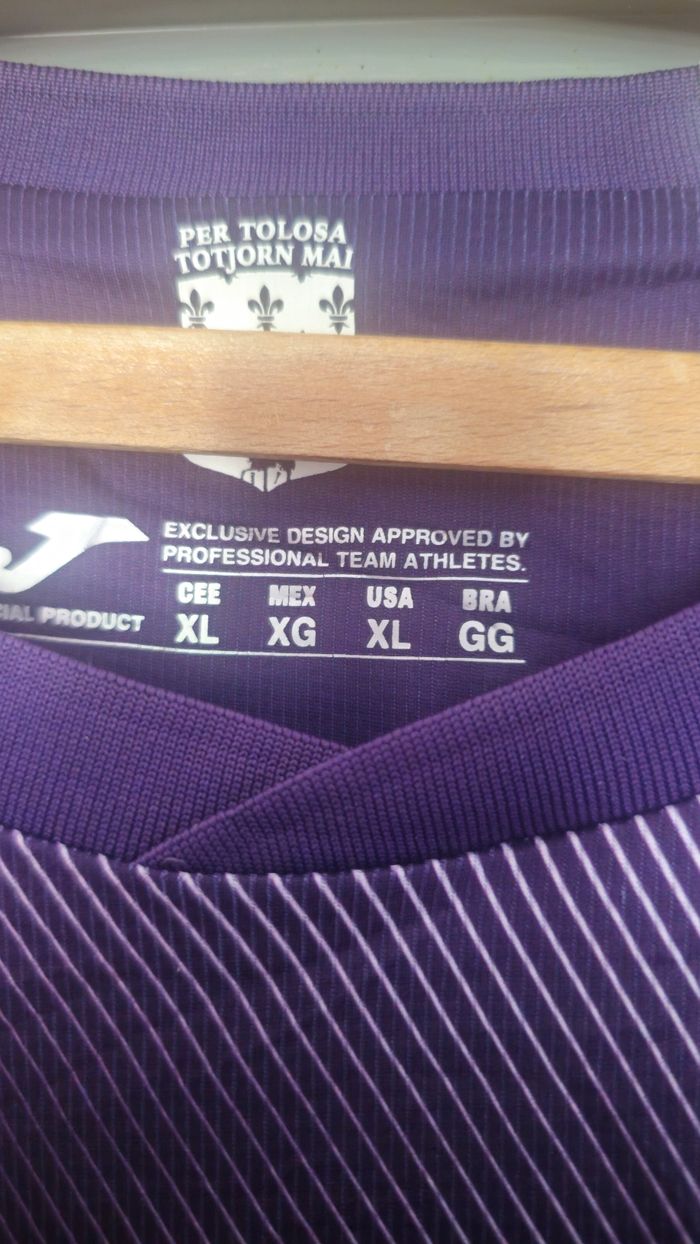 PER TOLOSA
TOTJORN MAI
EXCLUSIVE DESIGN APPROVED BY
PROFESSIONAL TEAM ATHLETES.
PRODUCT
CEE MEX USA BRA
XL XG XL GG